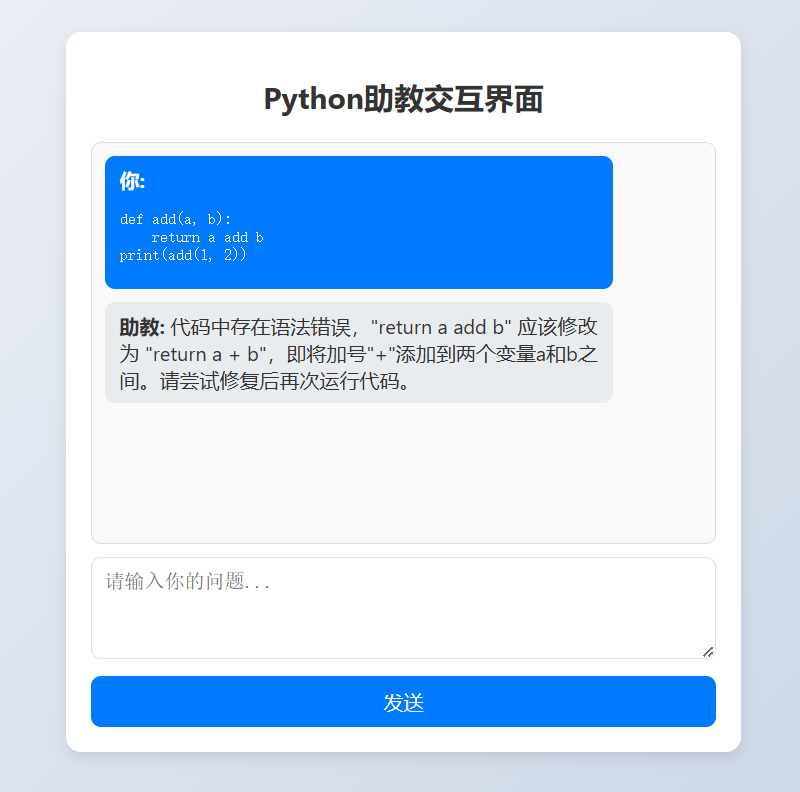 Python助教交互界面
你:
def add(a, b):
    return a add b
print(add(1, 2))
助教: 代码中存在语法错误，"return a add b" 应该修改
为 "return a + b"，即将加号"+"添加到两个变量a和b之
间。请尝试修复后再次运行代码。
请输入你的问题...
发送